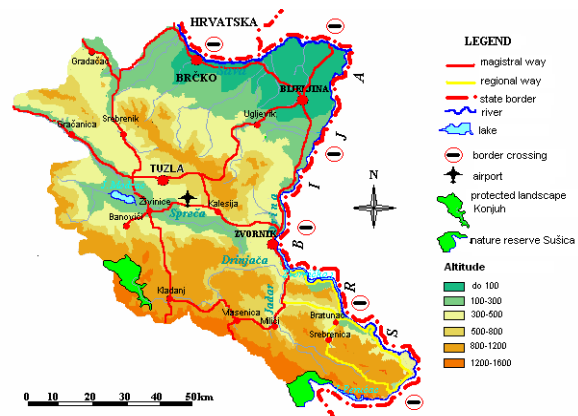 HRVATSKA
Gradačac
BRČKO
Sava
BIJELJINA
Ugljevik
Srebrenik
Gračanica
TUZLA
Živinice
Kalesija
Banovići
Spreča
ZVORNIK
Drinjača
Jadar
Kladanj
Vlasenica
Milići
Bratunac
Srebrenica
S R B I J A
N
0 10 20 30 40 50km
LEGEND
magistral way
regional way
state border
river
lake
border crossing
airport
protected landscape
Konjuh
nature reserve Sušica
Altitude
do 100
100-300
300-500
500-800
800-1200
1200-1600